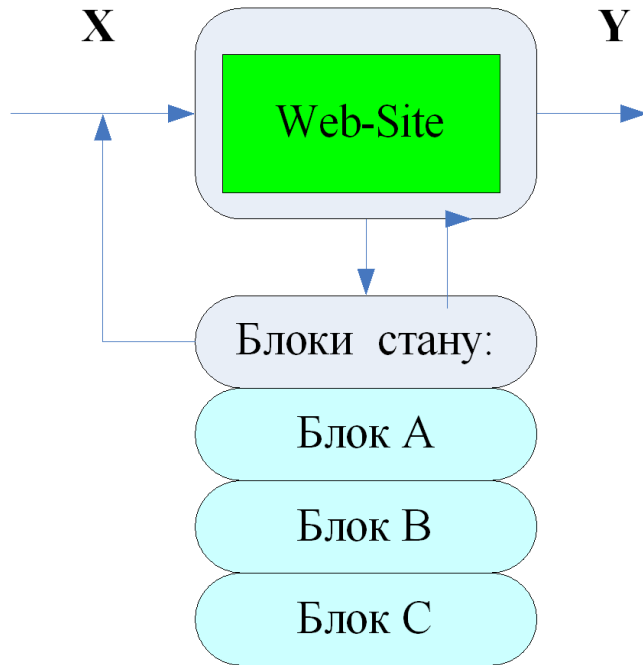 X
Y
Web-Site
Блоки стану:
Блок А
Блок В
Блок С